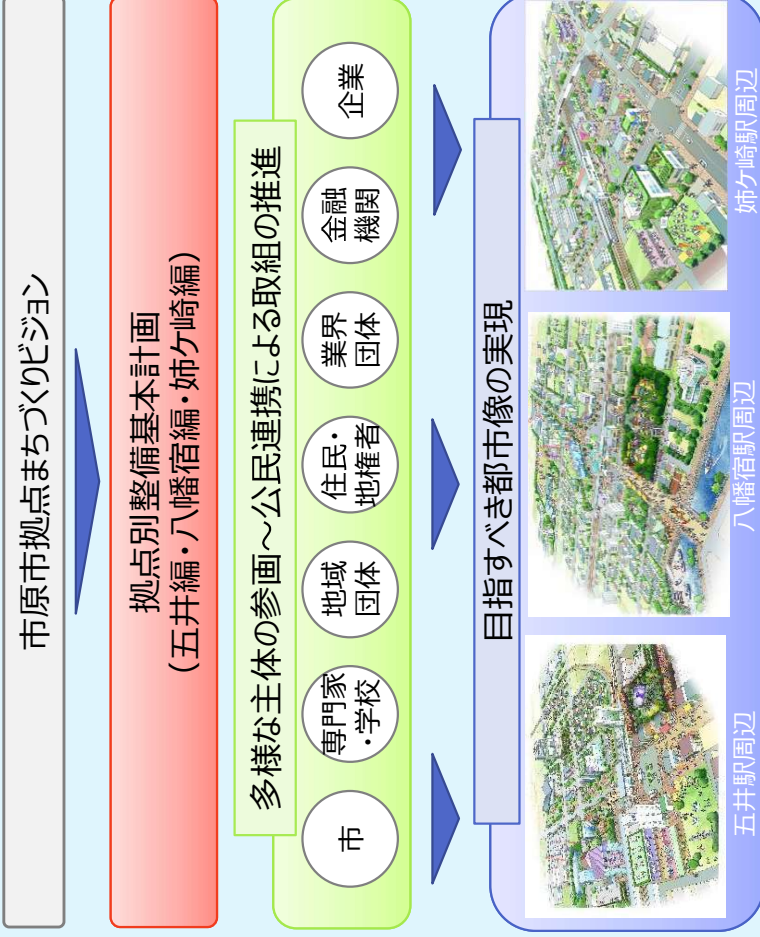 市原市拠点まちづくりビジョン
拠点別整備基本計画
（五井編・八幡宿編・姉ケ崎編）
多様な主体の参画～公民連携による取組の推進
市
専門家
・学校
地域
団体
住民・
地権者
業界
団体
金融
機関
企業
目指すべき都市像の実現
五井駅周辺
八幡宿駅周辺
姉ケ崎駅周辺